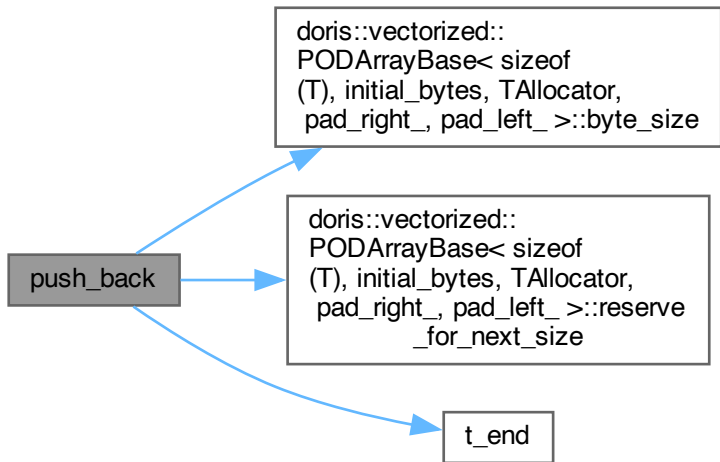 doris::vectorized::
PODArrayBase< sizeof
(T), initial_bytes, TAllocator,
pad_right_, pad_left_ >::byte_size
push_back
doris::vectorized::
PODArrayBase< sizeof
(T), initial_bytes, TAllocator,
pad_right_, pad_left_ >::reserve
_for_next_size
t_end